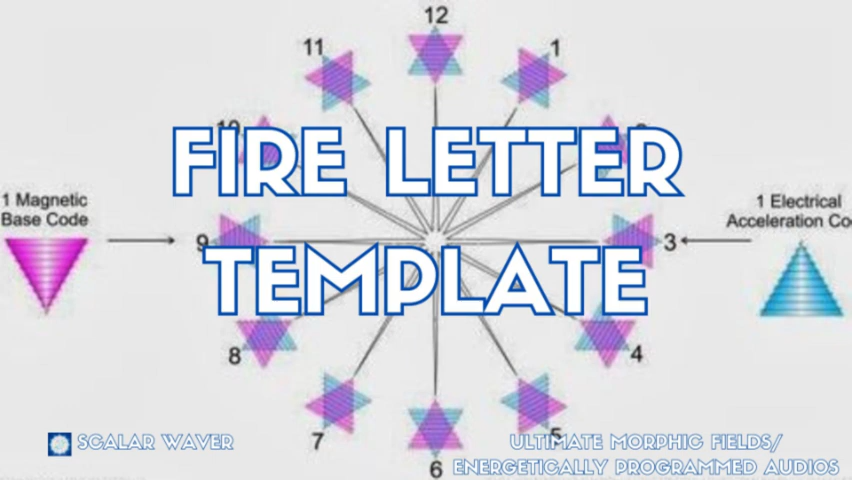 12
11
1
10
FIRE LETTER
1 Magnetic
Base Code
1 Electrical
Acceleration Co
9
3
TEMPLATE
8
4
7
5
6
SCALAR WAVER
ULTIMATE MORPHIC FIELDS/
ENERGETICALLY PROGRAMMED AUDIOS